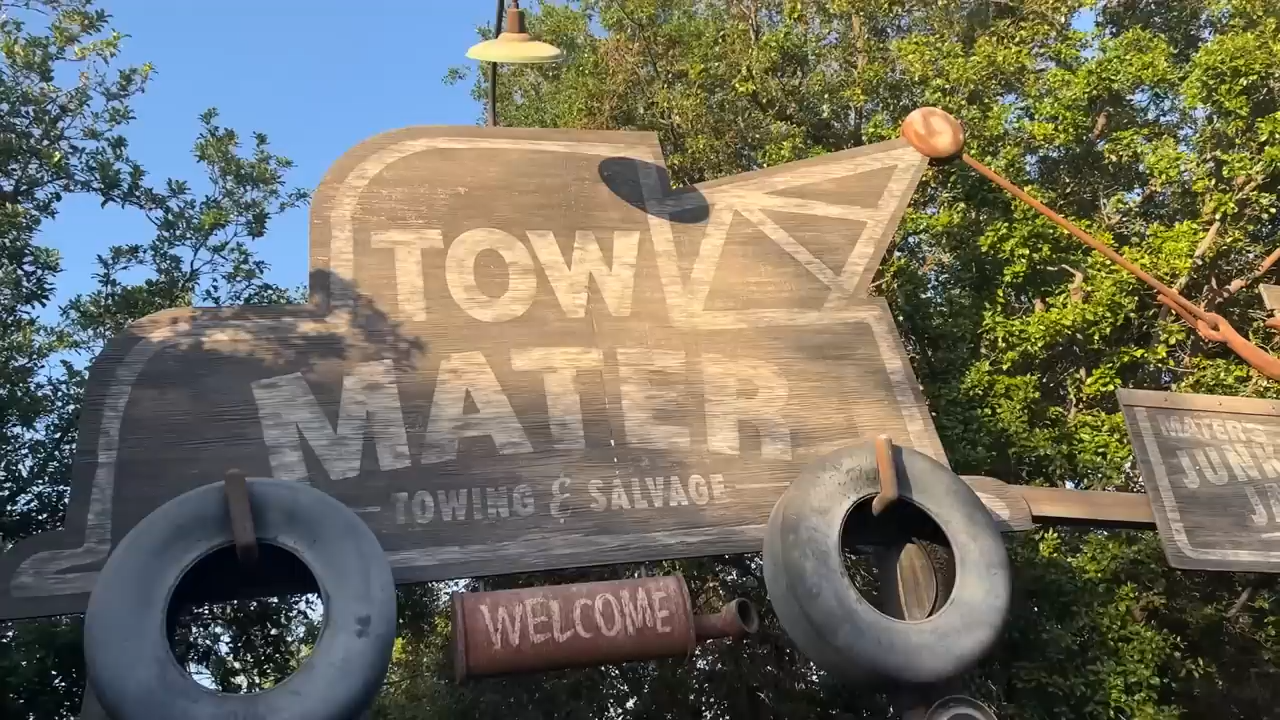 TOW
MATER
TOWING & SALVAGE
WELCOME
MATER'S
JUNK